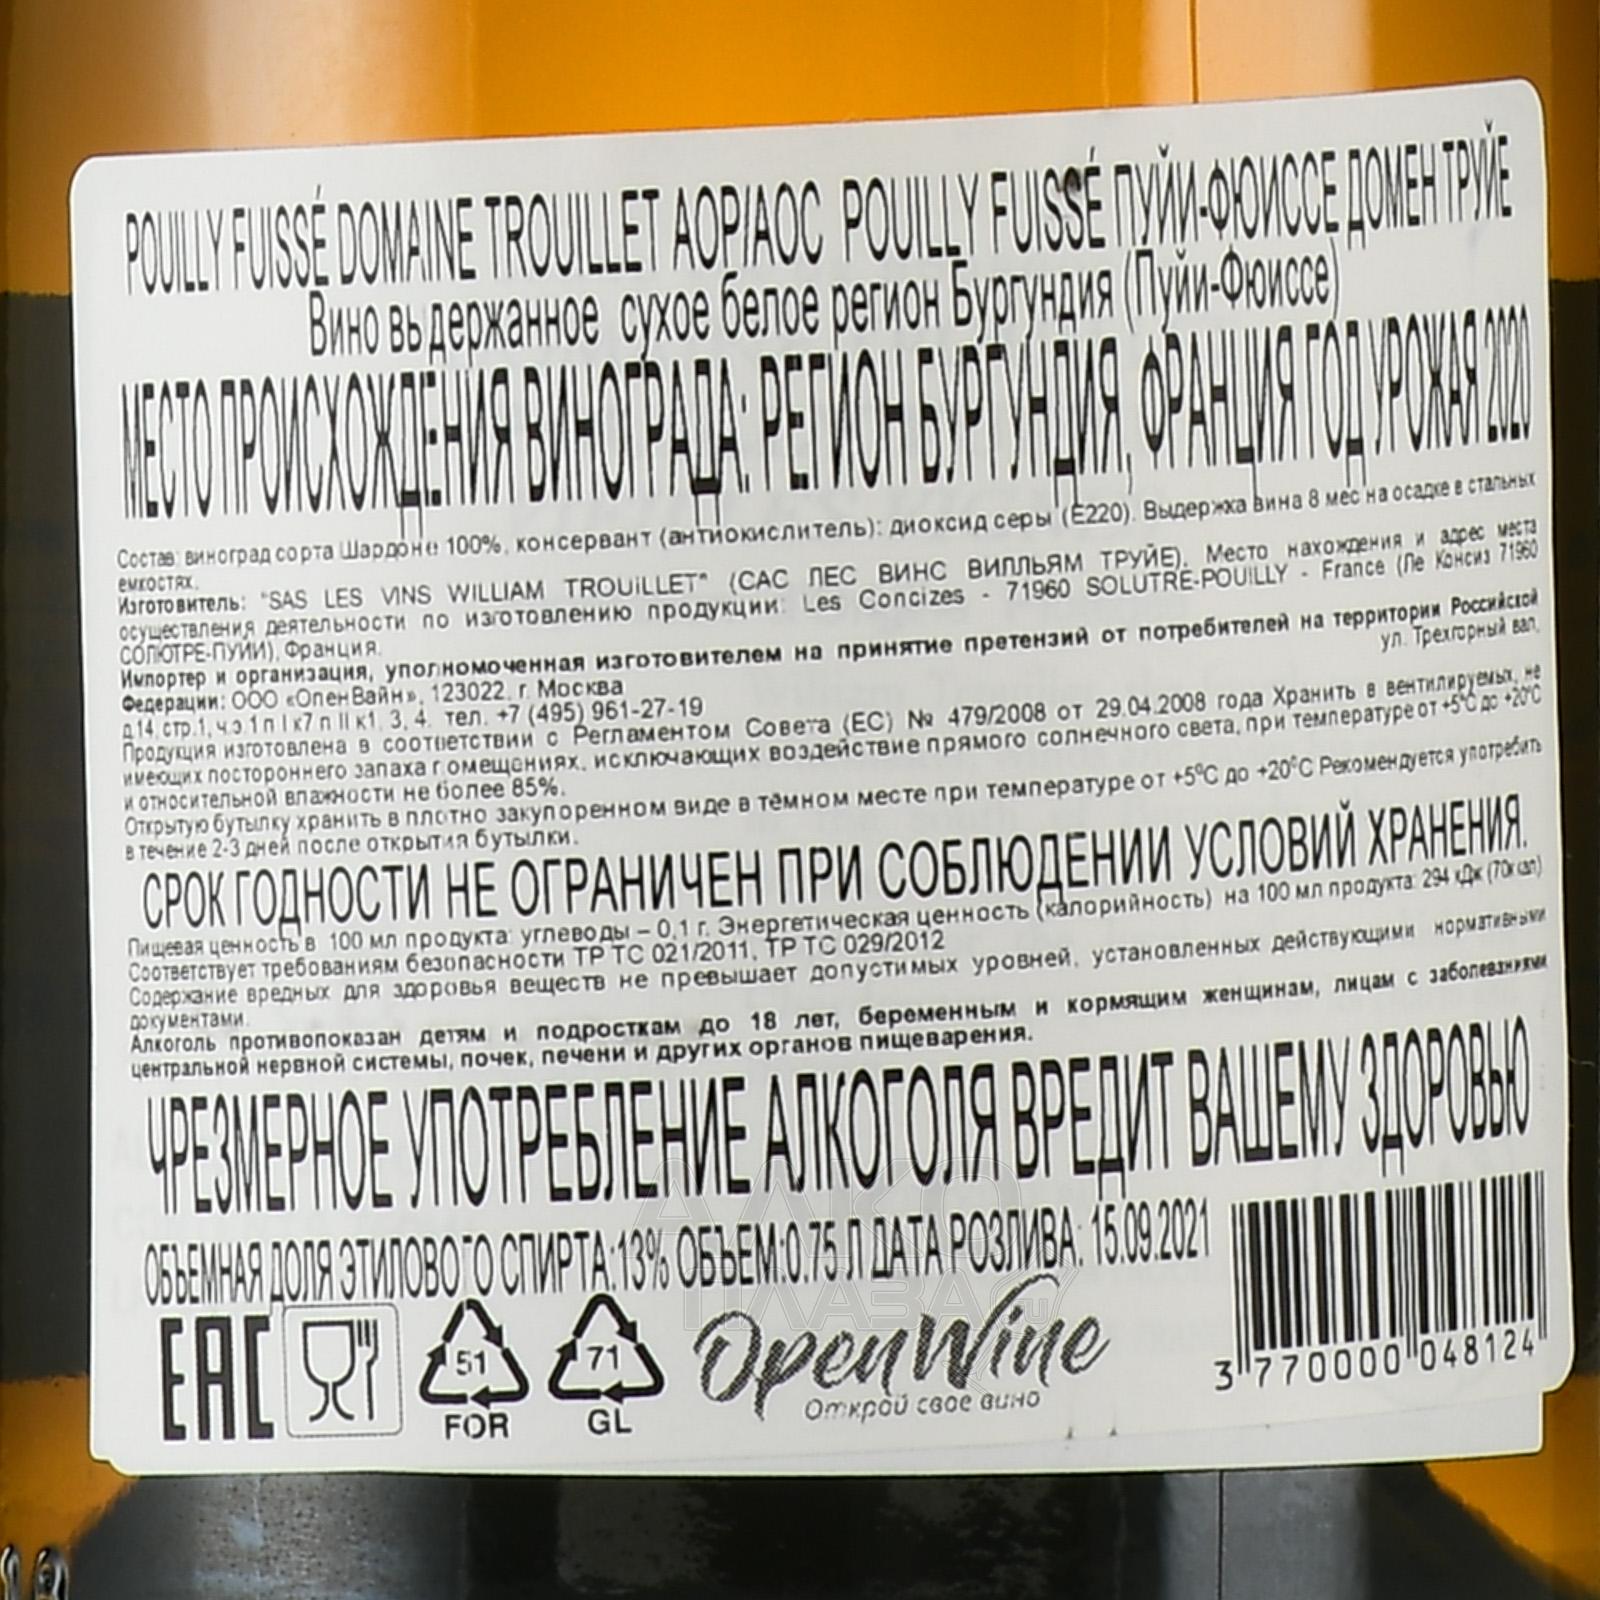 POUILLY FUISSÉ DOMAINE TROUILLET AOP/AOC POUILLY FUISSÉ ПУЙИ-ФЮИССЕ ДОМЕН ТРУЙЕ
Вино выдержанное сухое белое регион Бургундия (Пуйи-Фюиссе)
МЕСТО ПРОИСХОЖДЕНИЯ ВИНОГРАДА: РЕГИОН БУРГУНДИЯ, ФРАНЦИЯ ГОД УРОЖАЯ 2020
Состав: виноград сорта Шардоне 100%, консервант (антиокислитель): диоксид серы (Е220). Выдержка вина 8 мес на осадке в стальных
емкостях.
Изготовитель: "SAS LES VINS WILLIAM TROUILLET" (САС ЛЕС ВИНС ВИЛЛЬЯМ ТРУЙЕ). Место нахождения и адрес места
осуществления деятельности по изготовлению продукции: Les Concizes - 71960 SOLUTRE-POUILLY - France (Ле Консиз 71960
СОЛЮТРЕ-ПУИИ), Франция.
Импортер и организация, уполномоченная изготовителем на принятие претензий от потребителей на территории Российской
Федерации: ООО «ОпенВайн», 123022, г. Москва ул. Трехгорный вал,
д.14, стр.1, ч.э.1 п I к7 п II к1, 3, 4, тел. +7 (495) 961-27-19
Продукция изготовлена в соответствии с Регламентом Совета (ЕС) № 479/2008 от 29.04.2008 года Хранить в вентилируемых, не
имеющих постороннего запаха помещениях, исключающих воздействие прямого солнечного света, при температуре от +5°С до +20°С
и относительной влажности не более 85%.
Открытую бутылку хранить в плотно закупоренном виде в тёмном месте при температуре от +5°С до +20°С Рекомендуется употребить
в течение 2-3 дней после открытия бутылки.
СРОК ГОДНОСТИ НЕ ОГРАНИЧЕН ПРИ СОБЛЮДЕНИИ УСЛОВИЙ ХРАНЕНИЯ.
Пищевая ценность в 100 мл продукта: углеводы – 0,1 г. Энергетическая ценность (калорийность) на 100 мл продукта: 294 кДж (70ккал)
Соответствует требованиям безопасности ТР ТС 021/2011, ТР ТС 029/2012
Содержание вредных для здоровья веществ не превышает допустимых уровней, установленных действующими нормативными
документами.
Алкоголь противопоказан детям и подросткам до 18 лет, беременным и кормящим женщинам, лицам с заболеваниями
центральной нервной системы, почек, печени и других органов пищеварения.
ЧРЕЗМЕРНОЕ УПОТРЕБЛЕНИЕ АЛКОГОЛЯ ВРЕДИТ ВАШЕМУ ЗДОРОВЬЮ
ОБЪЕМНАЯ ДОЛЯ ЭТИЛОВОГО СПИРТА:13% ОБЪЕМ:0.75 Л ДАТА РОЗЛИВА: 15.09.2021
EAC
51
FOR
71
GL
OpenWine
Открой свое вино
3 770000 048124
АЛКО
ПЛАЗА.ru